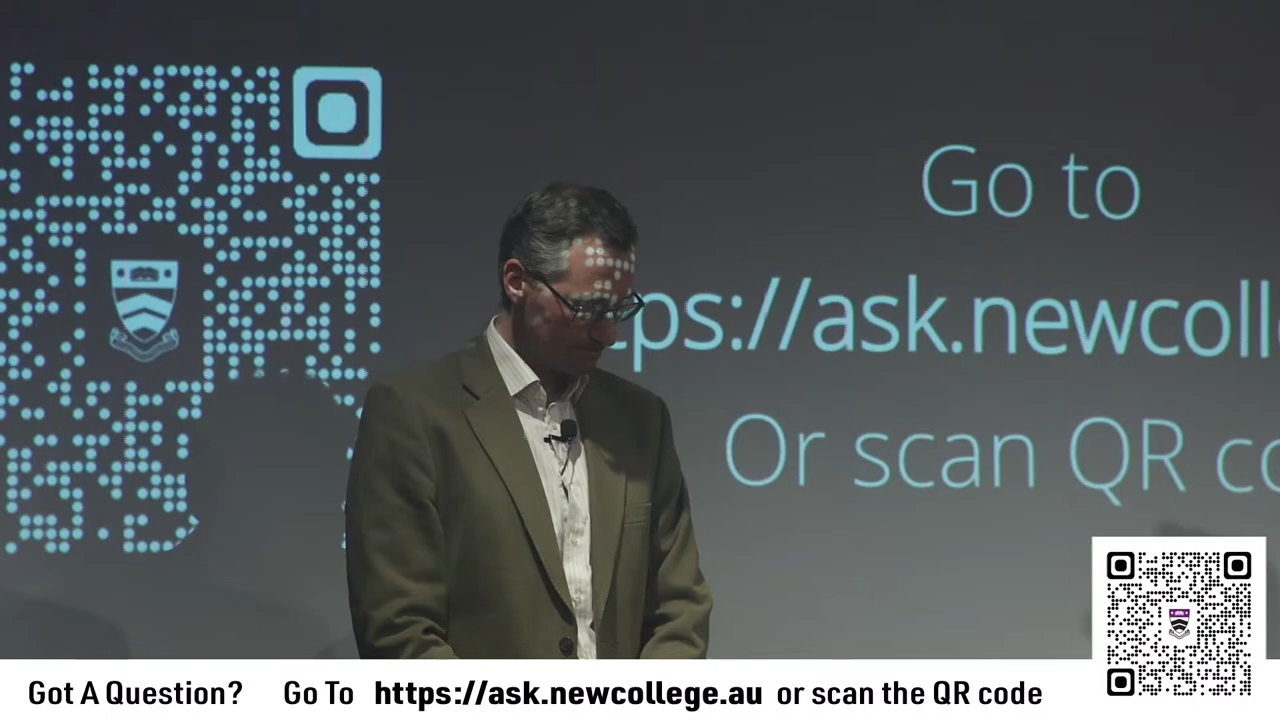 Go to
ps://ask.newcoll
Or scan QR co
Got A Question? Go To https://ask.newcollege.au or scan the QR code